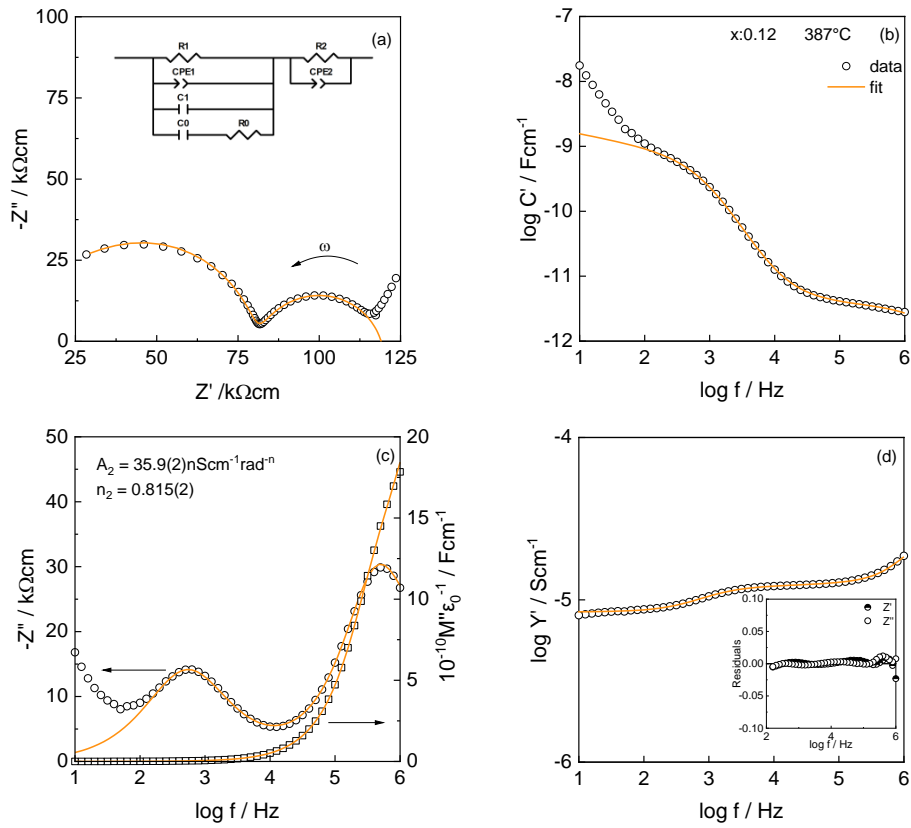 (a)
R1
CPE1
C1
C0
R0
R2
CPE2
ω
-Z'' / kΩcm
100
75
50
25
0
25 50 75 100 125
Z' /kΩcm
(b)
x:0.12 387°C
data
fit
log C' / Fcm⁻¹
-7
-8
-9
-10
-11
-12
1 2 3 4 5 6
log f / Hz
(c)
A₂ = 35.9(2)nScm⁻¹rad⁻ⁿ
n₂ = 0.815(2)
-Z'' / kΩcm
50
45
40
35
30
25
20
15
10
5
0
1 2 3 4 5 6
log f / Hz
20
15
10
5
0
10⁻¹⁰M''ε₀⁻¹ / Fcm⁻¹
(d)
log Y' / Scm⁻¹
-4
-5
-6
1 2 3 4 5 6
log f / Hz
Residuals
0.10
0.05
0.00
-0.05
-0.10
2 4 6
log f / Hz
Z'
Z''